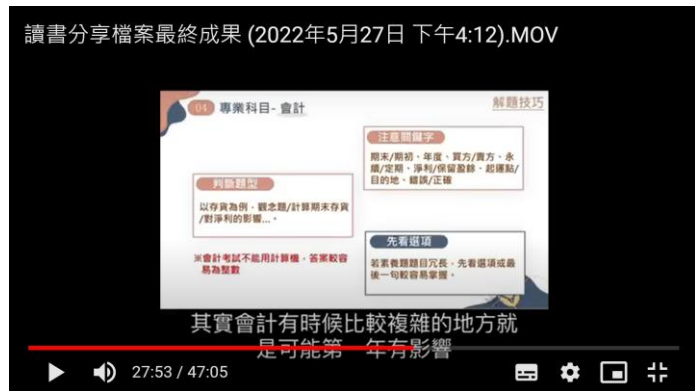 讀書分享檔案最終成果 (2022年5月27日 下午4:12).MOV
04 專業科目- 會計
解題技巧
注意關鍵字
期末/期初、年度、買方/賣方、永
續/定期、淨利/保留盈餘、起運點/
目的地、錯誤/正確
判斷題型
以存貨為例,觀念題/計算期末存貨
/對淨利的影響...。
※會計考試不能用計算機,答案較容
易為整數
先看選項
若素養題題目冗長,先看選項或最
後一句較容易掌握。
其實會計有時候比較複雜的地方就
是可能第一年有影響
27:53 / 47:05